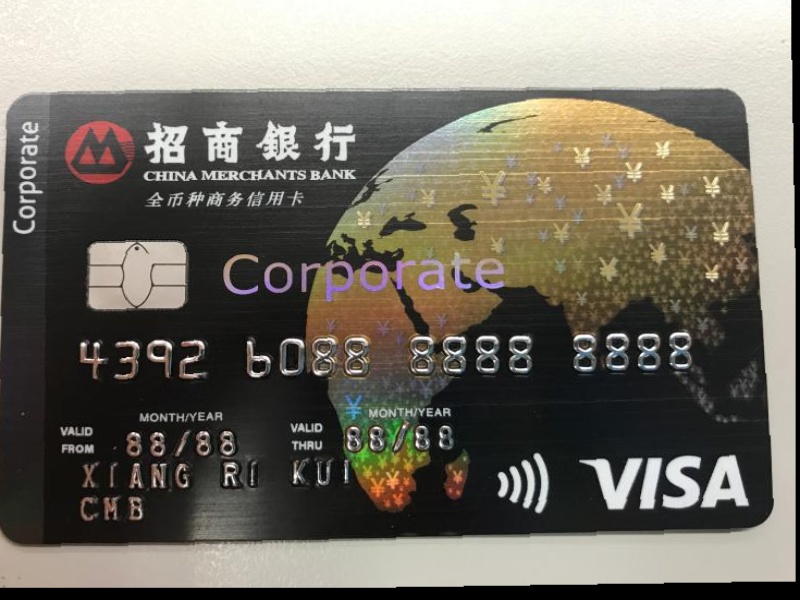 Corporate
招商銀行
CHINA MERCHANTS BANK
全币种商务信用卡
Corporate
4392 6088 8888 8888
MONTH/YEAR
MONTH/YEAR
VALID FROM 88/88
VALID THRU 88/88
XIANG RI KUI
CMB
VISA